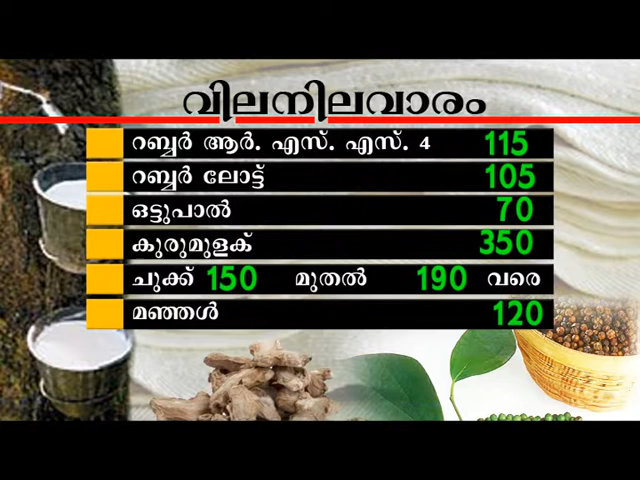 വിലനിലവാരം
റബ്ബർ ആർ. എസ്. എസ്. 4 115
റബ്ബർ ലോട്ട് 105
ഒട്ടുപാൽ 70
കുരുമുളക് 350
ചുക്ക് 150 മുതൽ 190 വരെ
മഞ്ഞൾ 120